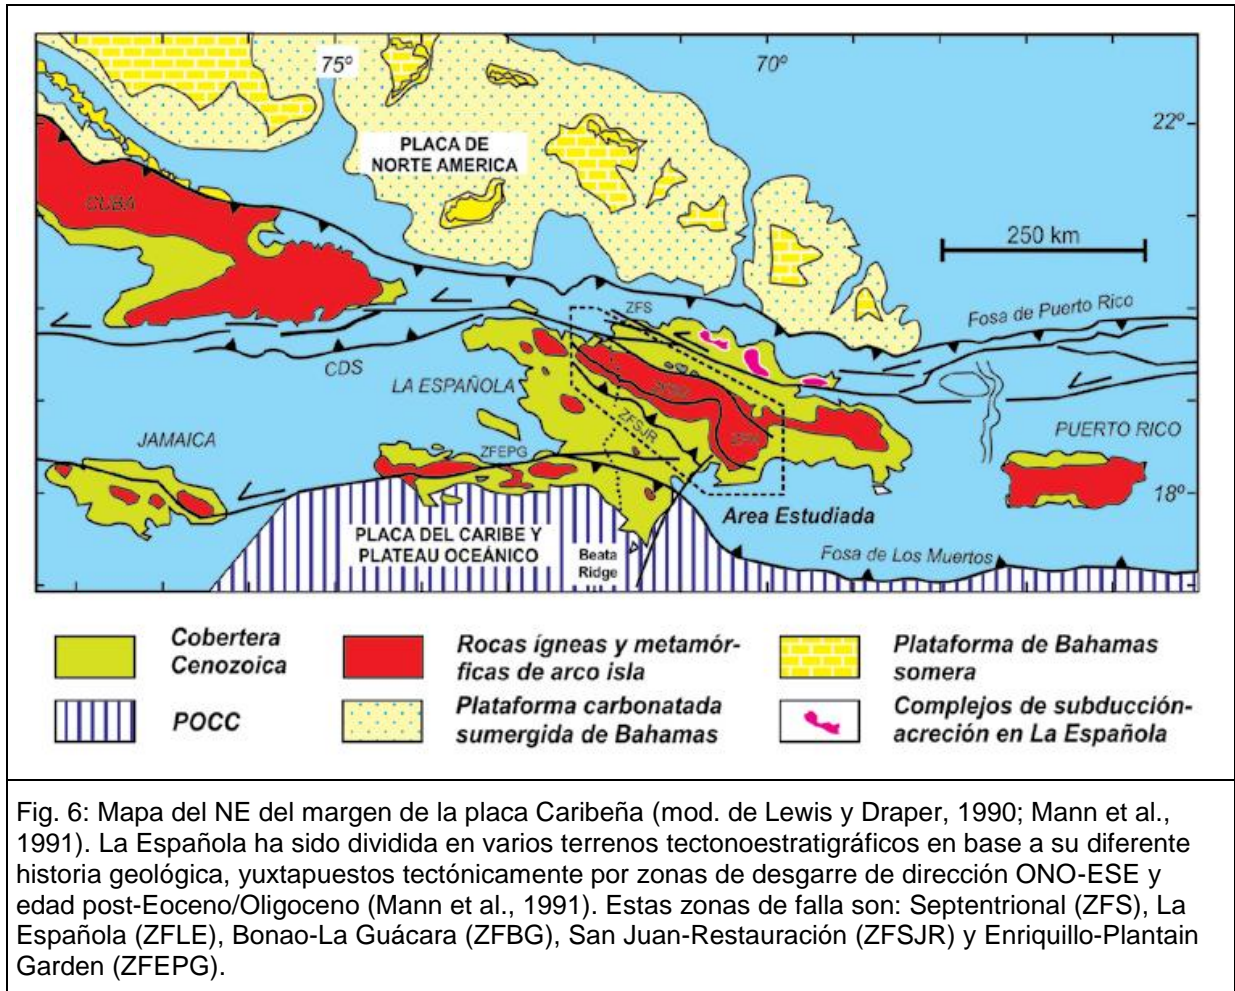 75º
70º
22º
PLACA DE
NORTE AMERICA
CUBA
250 km
ZFS
Fosa de Puerto Rico
CDS
LA ESPAÑOLA
ZFSJR
JAMAICA
ZFEPG
PUERTO RICO
18º
Area Estudiada
PLACA DEL CARIBE Y
PLATEAU OCEÁNICO
Beata
Ridge
Fosa de Los Muertos
Cobertera
Cenozoica
Rocas ígneas y metamór-
ficas de arco isla
Plataforma de Bahamas
somera
POCC
Plataforma carbonatada
sumergida de Bahamas
Complejos de subducción-
acreción en La Española
Fig. 6: Mapa del NE del margen de la placa Caribeña (mod. de Lewis y Draper, 1990; Mann et al.,
1991). La Española ha sido dividida en varios terrenos tectonoestratigráficos en base a su diferente
historia geológica, yuxtapuestos tectónicamente por zonas de desgarre de dirección ONO-ESE y
edad post-Eoceno/Oligoceno (Mann et al., 1991). Estas zonas de falla son: Septentrional (ZFS), La
Española (ZFLE), Bonao-La Guácara (ZFBG), San Juan-Restauración (ZFSJR) y Enriquillo-Plantain
Garden (ZFEPG).